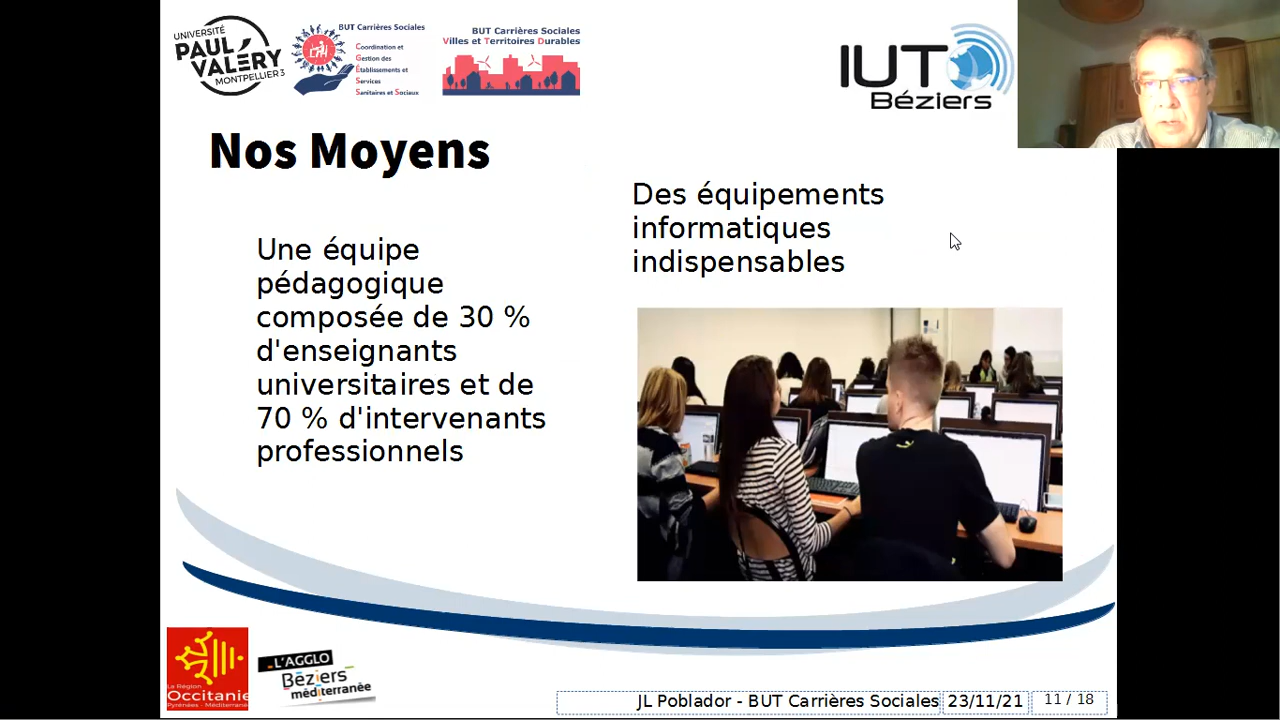 UNIVERSITÉ
PAUL
VALÉRY
MONTPELLIER 3
BUT Carrières Sociales
Coordination et
Gestion des
Établissements et
Services
Sanitaires et Sociaux
BUT Carrières Sociales
Villes et Territoires Durables
IUT
Béziers
Nos Moyens
Une équipe
pédagogique
composée de 30 %
d'enseignants
universitaires et de
70 % d'intervenants
professionnels
Des équipements
informatiques
indispensables
La Région
Occitanie
Pyrénées - Méditerranée
L'AGGLO
Béziers
méditerranée
JL Poblador - BUT Carrières Sociales 23/11/21 11 / 18